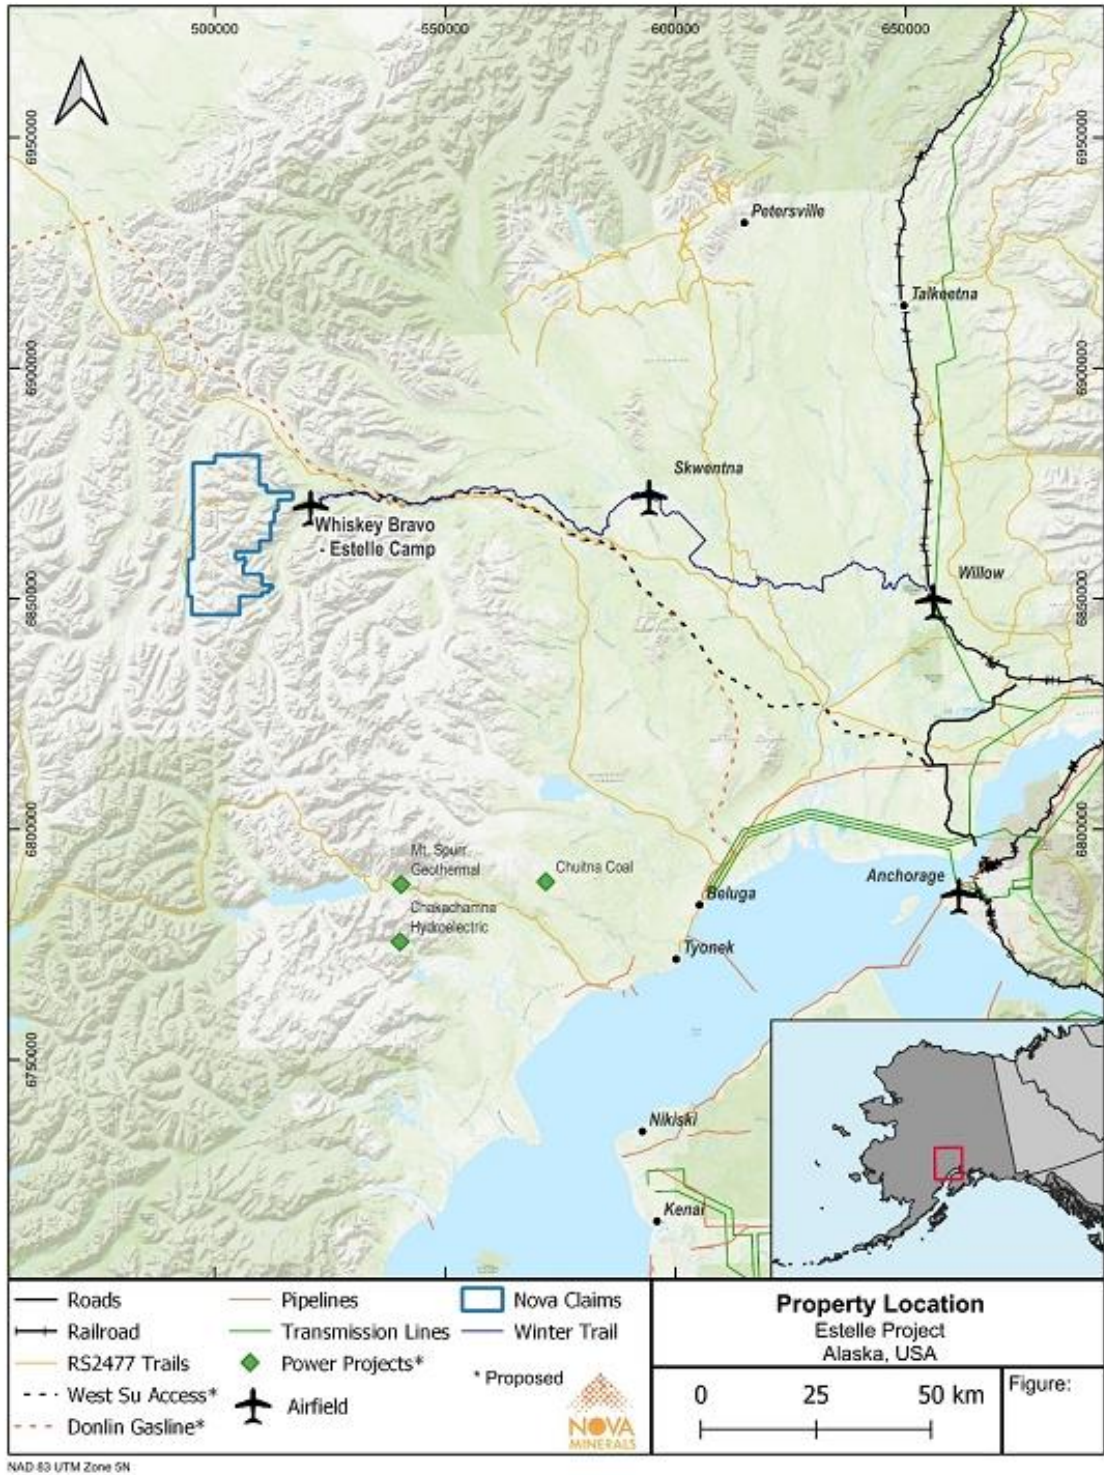 500000
550000
600000
650000
6950000
6950000
Petersville
Talkeetna
6900000
6900000
Skwentna
Whiskey Bravo
- Estelle Camp
Willow
6850000
6850000
6800000
6800000
Mt. Spurr
Geothermal
Chuitna Coal
Anchorage
Chakachamna
Hydroelectric
Beluga
Tyonek
6750000
Nikiski
Kenai
Roads
Railroad
RS2477 Trails
West Su Access*
Donlin Gasline*
Pipelines
Transmission Lines
Power Projects*
Airfield
Nova Claims
Winter Trail
* Proposed
NOVA
MINERALS
Property Location
Estelle Project
Alaska, USA
0 25 50 km
Figure:
NAD 83 UTM Zone 5N